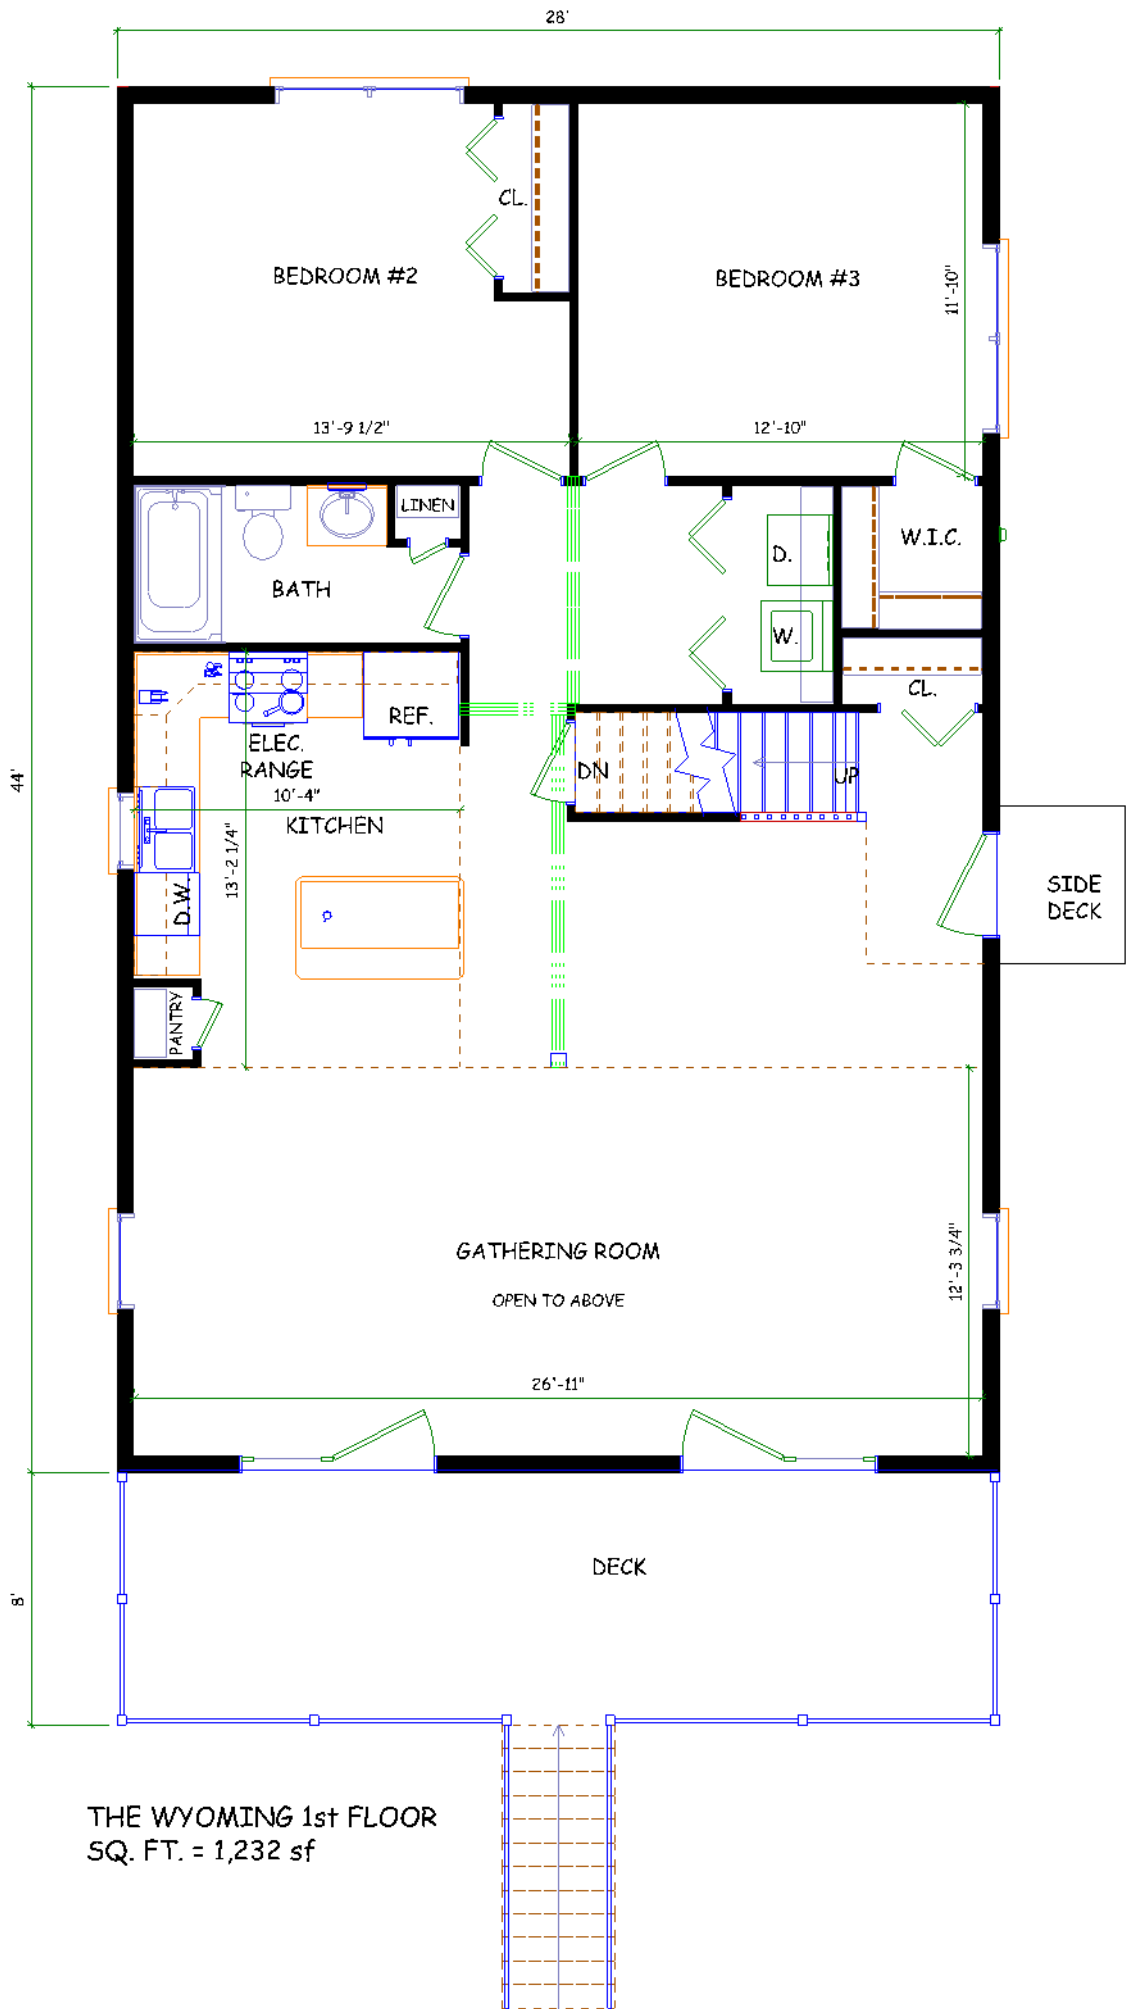 28'
CL.
BEDROOM #2
BEDROOM #3
11'-10"
13'-9 1/2"
12'-10"
LINEN
D.
W.I.C.
BATH
W.
CL.
REF.
ELEC.
RANGE
DN
UP
44'
10'-4"
KITCHEN
13'-2 1/4"
D.W.
SIDE
DECK
PANTRY
GATHERING ROOM
12'-3 3/4"
OPEN TO ABOVE
26'-11"
DECK
8'
THE WYOMING 1st FLOOR
SQ. FT. = 1,232 sf